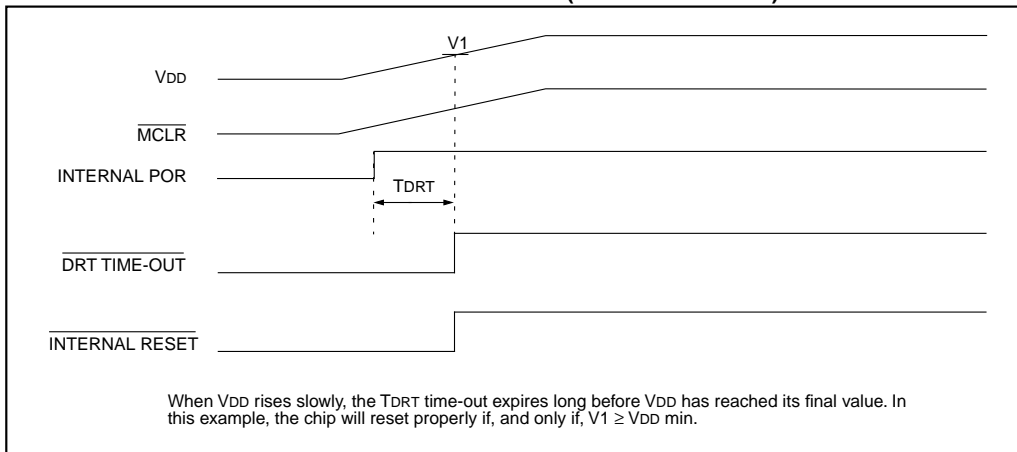 V1
VDD
MCLR
INTERNAL POR
TDRT
DRT TIME-OUT
INTERNAL RESET
When VDD rises slowly, the TDRT time-out expires long before VDD has reached its final value. In
this example, the chip will reset properly if, and only if, V1 ≥ VDD min.